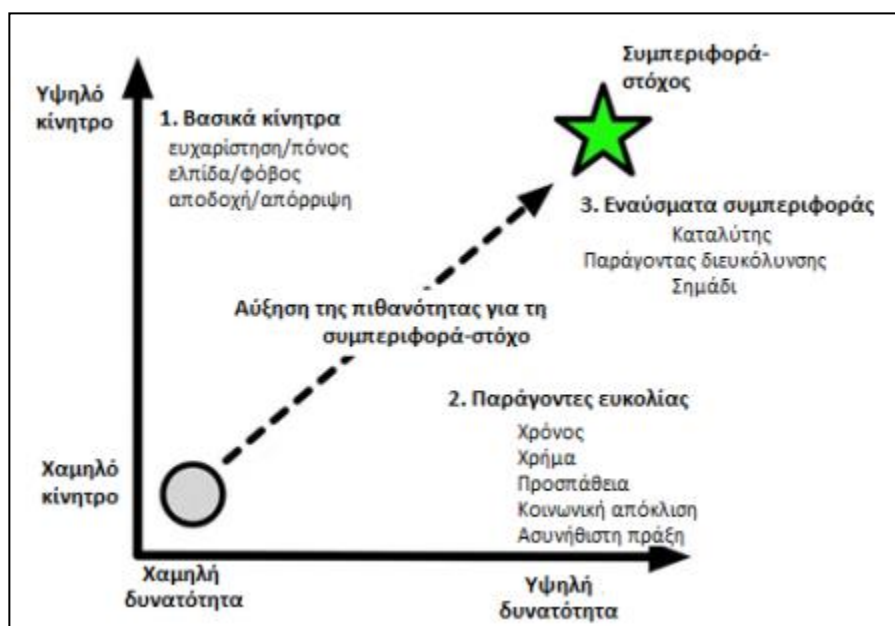 Συμπεριφορά-
στόχος
Υψηλό
κίνητρο
1. Βασικά κίνητρα
ευχαρίστηση/πόνος
ελπίδα/φόβος
αποδοχή/απόρριψη
3. Εναύσματα συμπεριφοράς
Καταλύτης
Παράγοντας διευκόλυνσης
Σημάδι
Αύξηση της πιθανότητας για τη
συμπεριφορά-στόχο
2. Παράγοντες ευκολίας
Χρόνος
Χρήμα
Προσπάθεια
Κοινωνική απόκλιση
Ασυνήθιστη πράξη
Χαμηλό
κίνητρο
Χαμηλή
δυνατότητα
Υψηλή
δυνατότητα